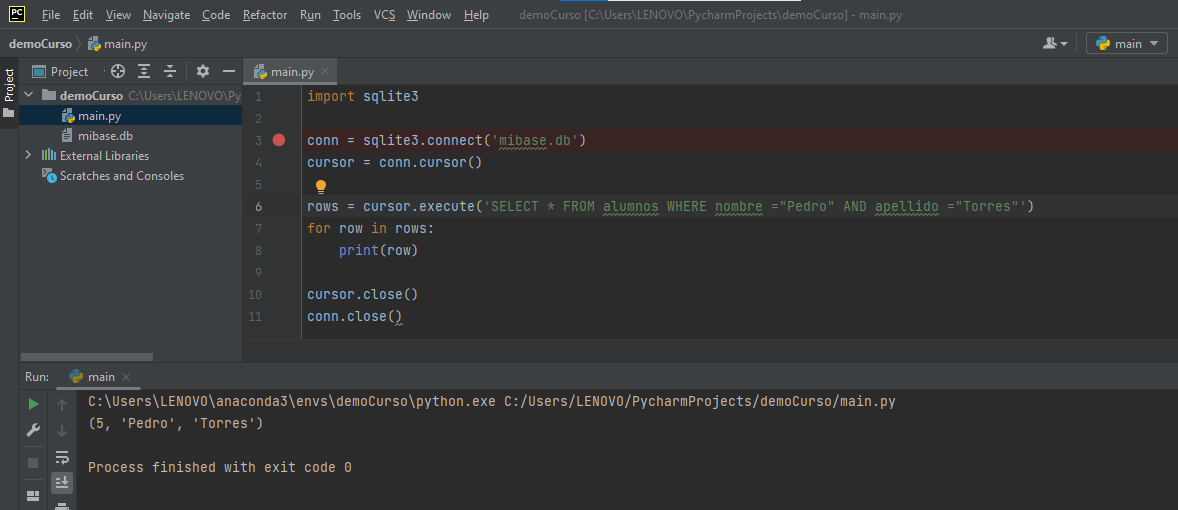 PC File Edit View Navigate Code Refactor Run Tools VCS Window Help demoCurso [C:\Users\LENOVO\PycharmProjects\demoCurso] - main.py
demoCurso main.py main
Project
Project
main.py
demoCurso C:\Users\LENOVO\Py
main.py
mibase.db
External Libraries
Scratches and Consoles
1 import sqlite3
2
3 conn = sqlite3.connect('mibase.db')
4 cursor = conn.cursor()
5
6 rows = cursor.execute('SELECT * FROM alumnos WHERE nombre ="Pedro" AND apellido ="Torres"')
7 for row in rows:
8     print(row)
9
10 cursor.close()
11 conn.close()
Run: main
C:\Users\LENOVO\anaconda3\envs\demoCurso\python.exe C:/Users/LENOVO/PycharmProjects/demoCurso/main.py
(5, 'Pedro', 'Torres')
Process finished with exit code 0